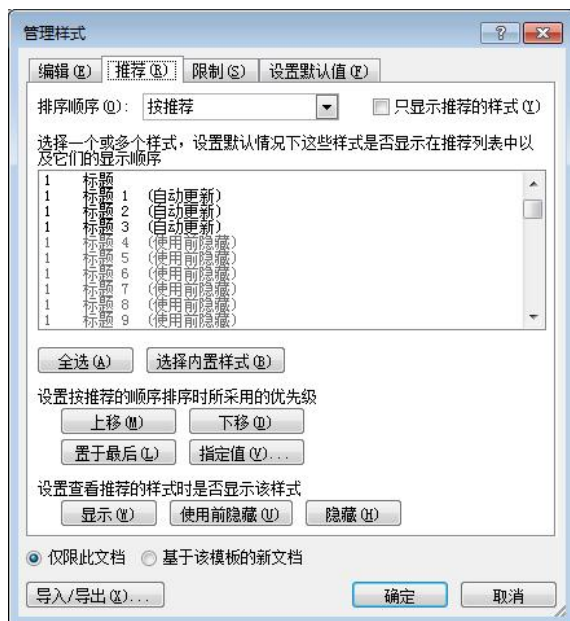 管理样式
编辑(E) 推荐(R) 限制(S) 设置默认值(F)
排序顺序(O): 按推荐 只显示推荐的样式(Y)
选择一个或多个样式，设置默认情况下这些样式是否显示在推荐列表中以
及它们的显示顺序
1 标题
1 标题 1 (自动更新)
1 标题 2 (自动更新)
1 标题 3 (自动更新)
1 标题 4 (使用前隐藏)
1 标题 5 (使用前隐藏)
1 标题 6 (使用前隐藏)
1 标题 7 (使用前隐藏)
1 标题 8 (使用前隐藏)
1 标题 9 (使用前隐藏)
全选(A) 选择内置样式(B)
设置按推荐的顺序排序时所采用的优先级
上移(M) 下移(D)
置于最后(L) 指定值(V)...
设置查看推荐的样式时是否显示该样式
显示(W) 使用前隐藏(U) 隐藏(H)
仅限此文档 基于该模板的新文档
导入/导出(X)... 确定 取消